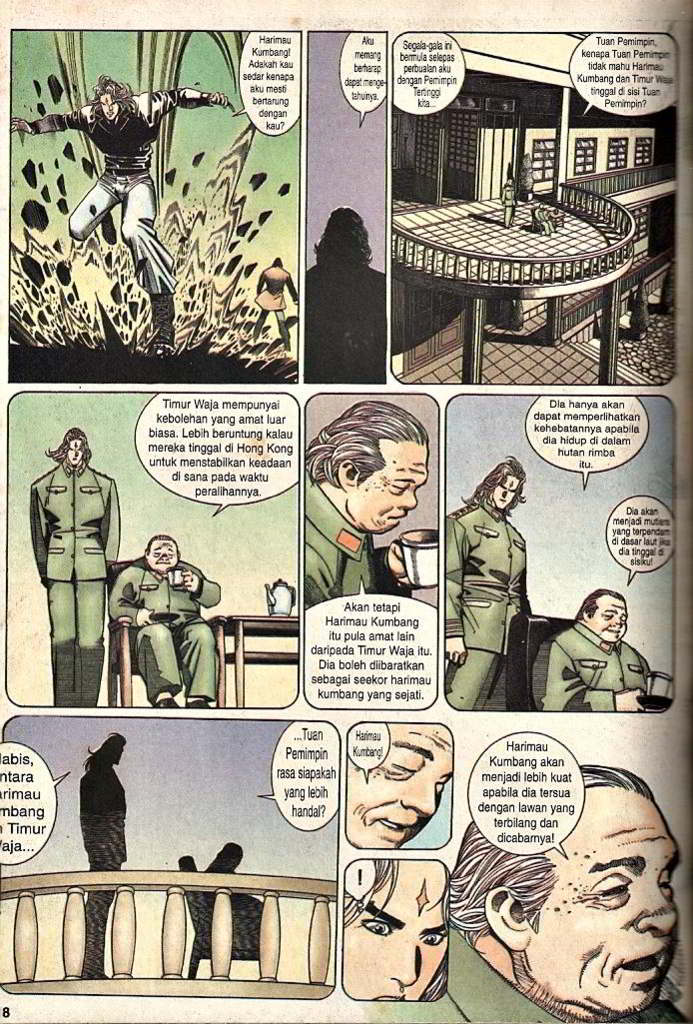 Harimau
Kumbang!
Adakah kau
sedar kenapa
aku mesti
bertarung
dengan
kau?
Aku
memang
berharap
dapat menge-
tahuinya.
Segala-gala ini
bermula selepas
perbualan aku
dengan Pemimpin
Tertinggi
kita...
Tuan Pemimpin,
kenapa Tuan Pemimpin
tidak mahu Harimau
Kumbang dan Timur Waja
tinggal di sisi Tuan
Pemimpin?
Timur Waja mempunyai
kebolehan yang amat luar
biasa. Lebih beruntung kalau
mereka tinggal di Hong Kong
untuk menstabilkan keadaan
di sana pada waktu
peralihannya.
Akan tetapi
Harimau Kumbang
itu pula amat lain
daripada Timur Waja itu.
Dia boleh diibaratkan
sebagai seekor harimau
kumbang yang sejati.
Dia hanya akan
dapat memperlihatkan
kehebatannya apabila
dia hidup di dalam
hutan rimba
itu.
Dia akan
menjadi mutiara
yang terpendam
di dasar laut jika
dia tinggal di
sisiku!
Habis,
antara
Harimau
Kumbang
dan Timur
Waja...
...Tuan
Pemimpin
rasa siapakah
yang lebih
handal?
Harimau
Kumbang!
!
Harimau
Kumbang akan
menjadi lebih kuat
apabila dia tersua
dengan lawan yang
terbilang dan
dicabarnya!
8